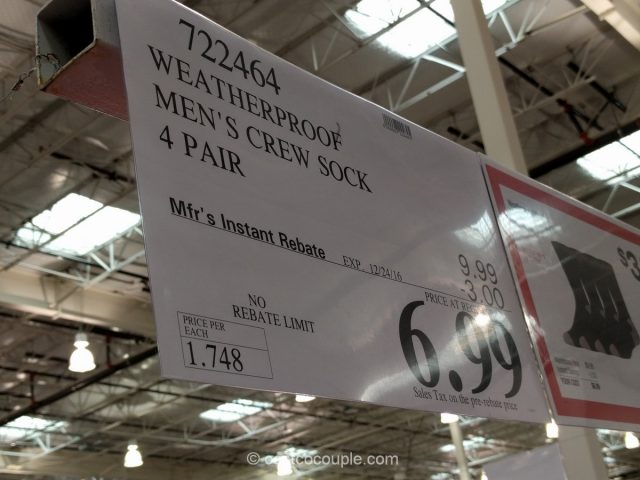 722464
WEATHERPROOF
MEN'S CREW SOCK
4 PAIR
Mfr's Instant Rebate EXP. 12/24/16
9.99
-3.00
PRICE AT
NO
REBATE LIMIT
PRICE PER
EACH
1.748
6.99
Sales Tax on the pre-rebate price
$3
© costcocouple.com